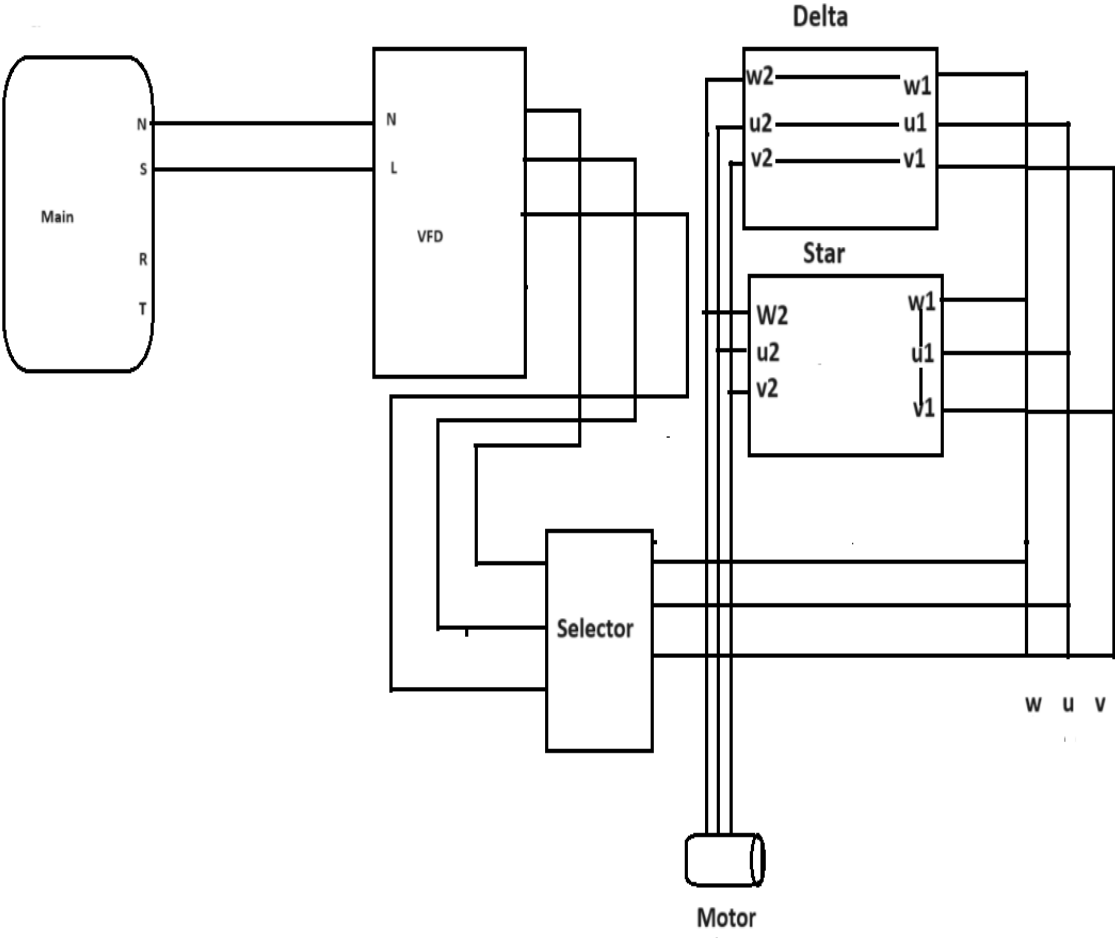 Delta
Main
N
S
R
T
N
L
VFD
w2 w1
u2 u1
v2 v1
Star
W2 w1
u2 u1
v2 v1
Selector
w u v
Motor